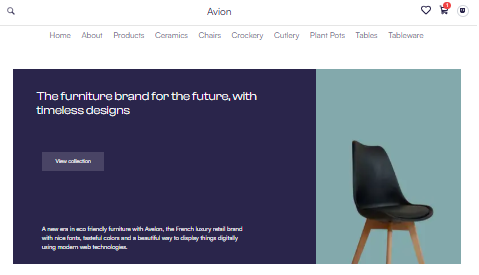 Avion
1
Home About Products Ceramics Chairs Crockery Cutlery Plant Pots Tables Tableware
The furniture brand for the future, with
timeless designs
View collection
A new era in eco friendly furniture with Avelon, the French luxury retail brand
with nice fonts, tasteful colors and a beautiful way to display things digitally
using modern web technologies.